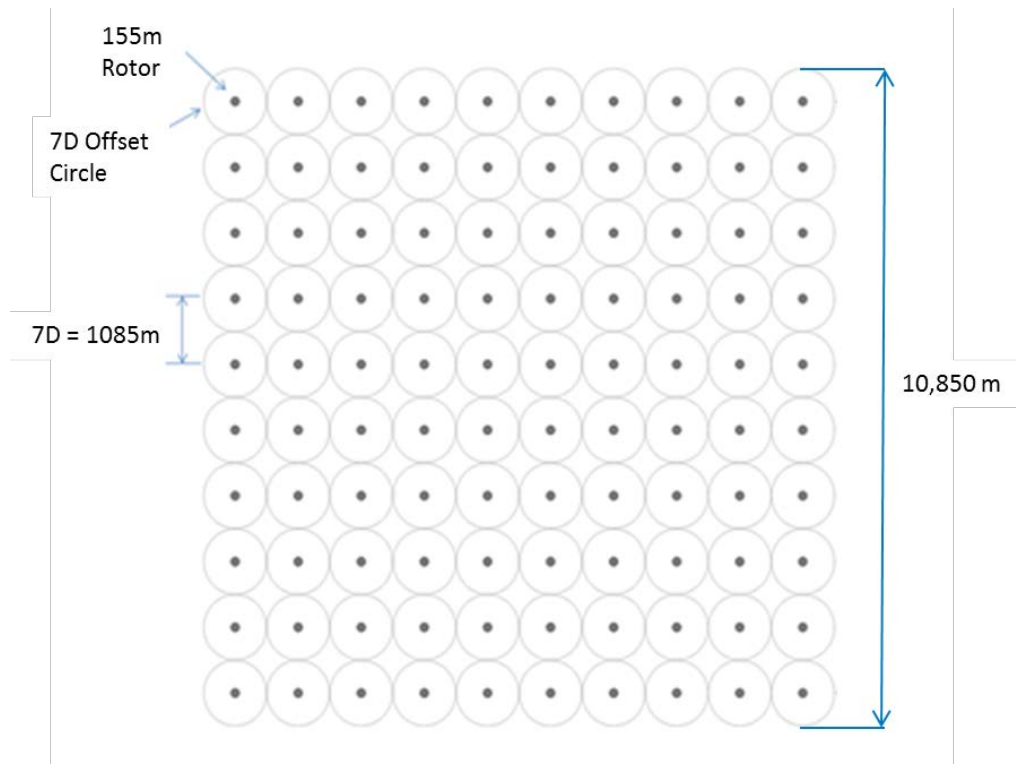 155m
Rotor
7D Offset
Circle
7D = 1085m
10,850 m